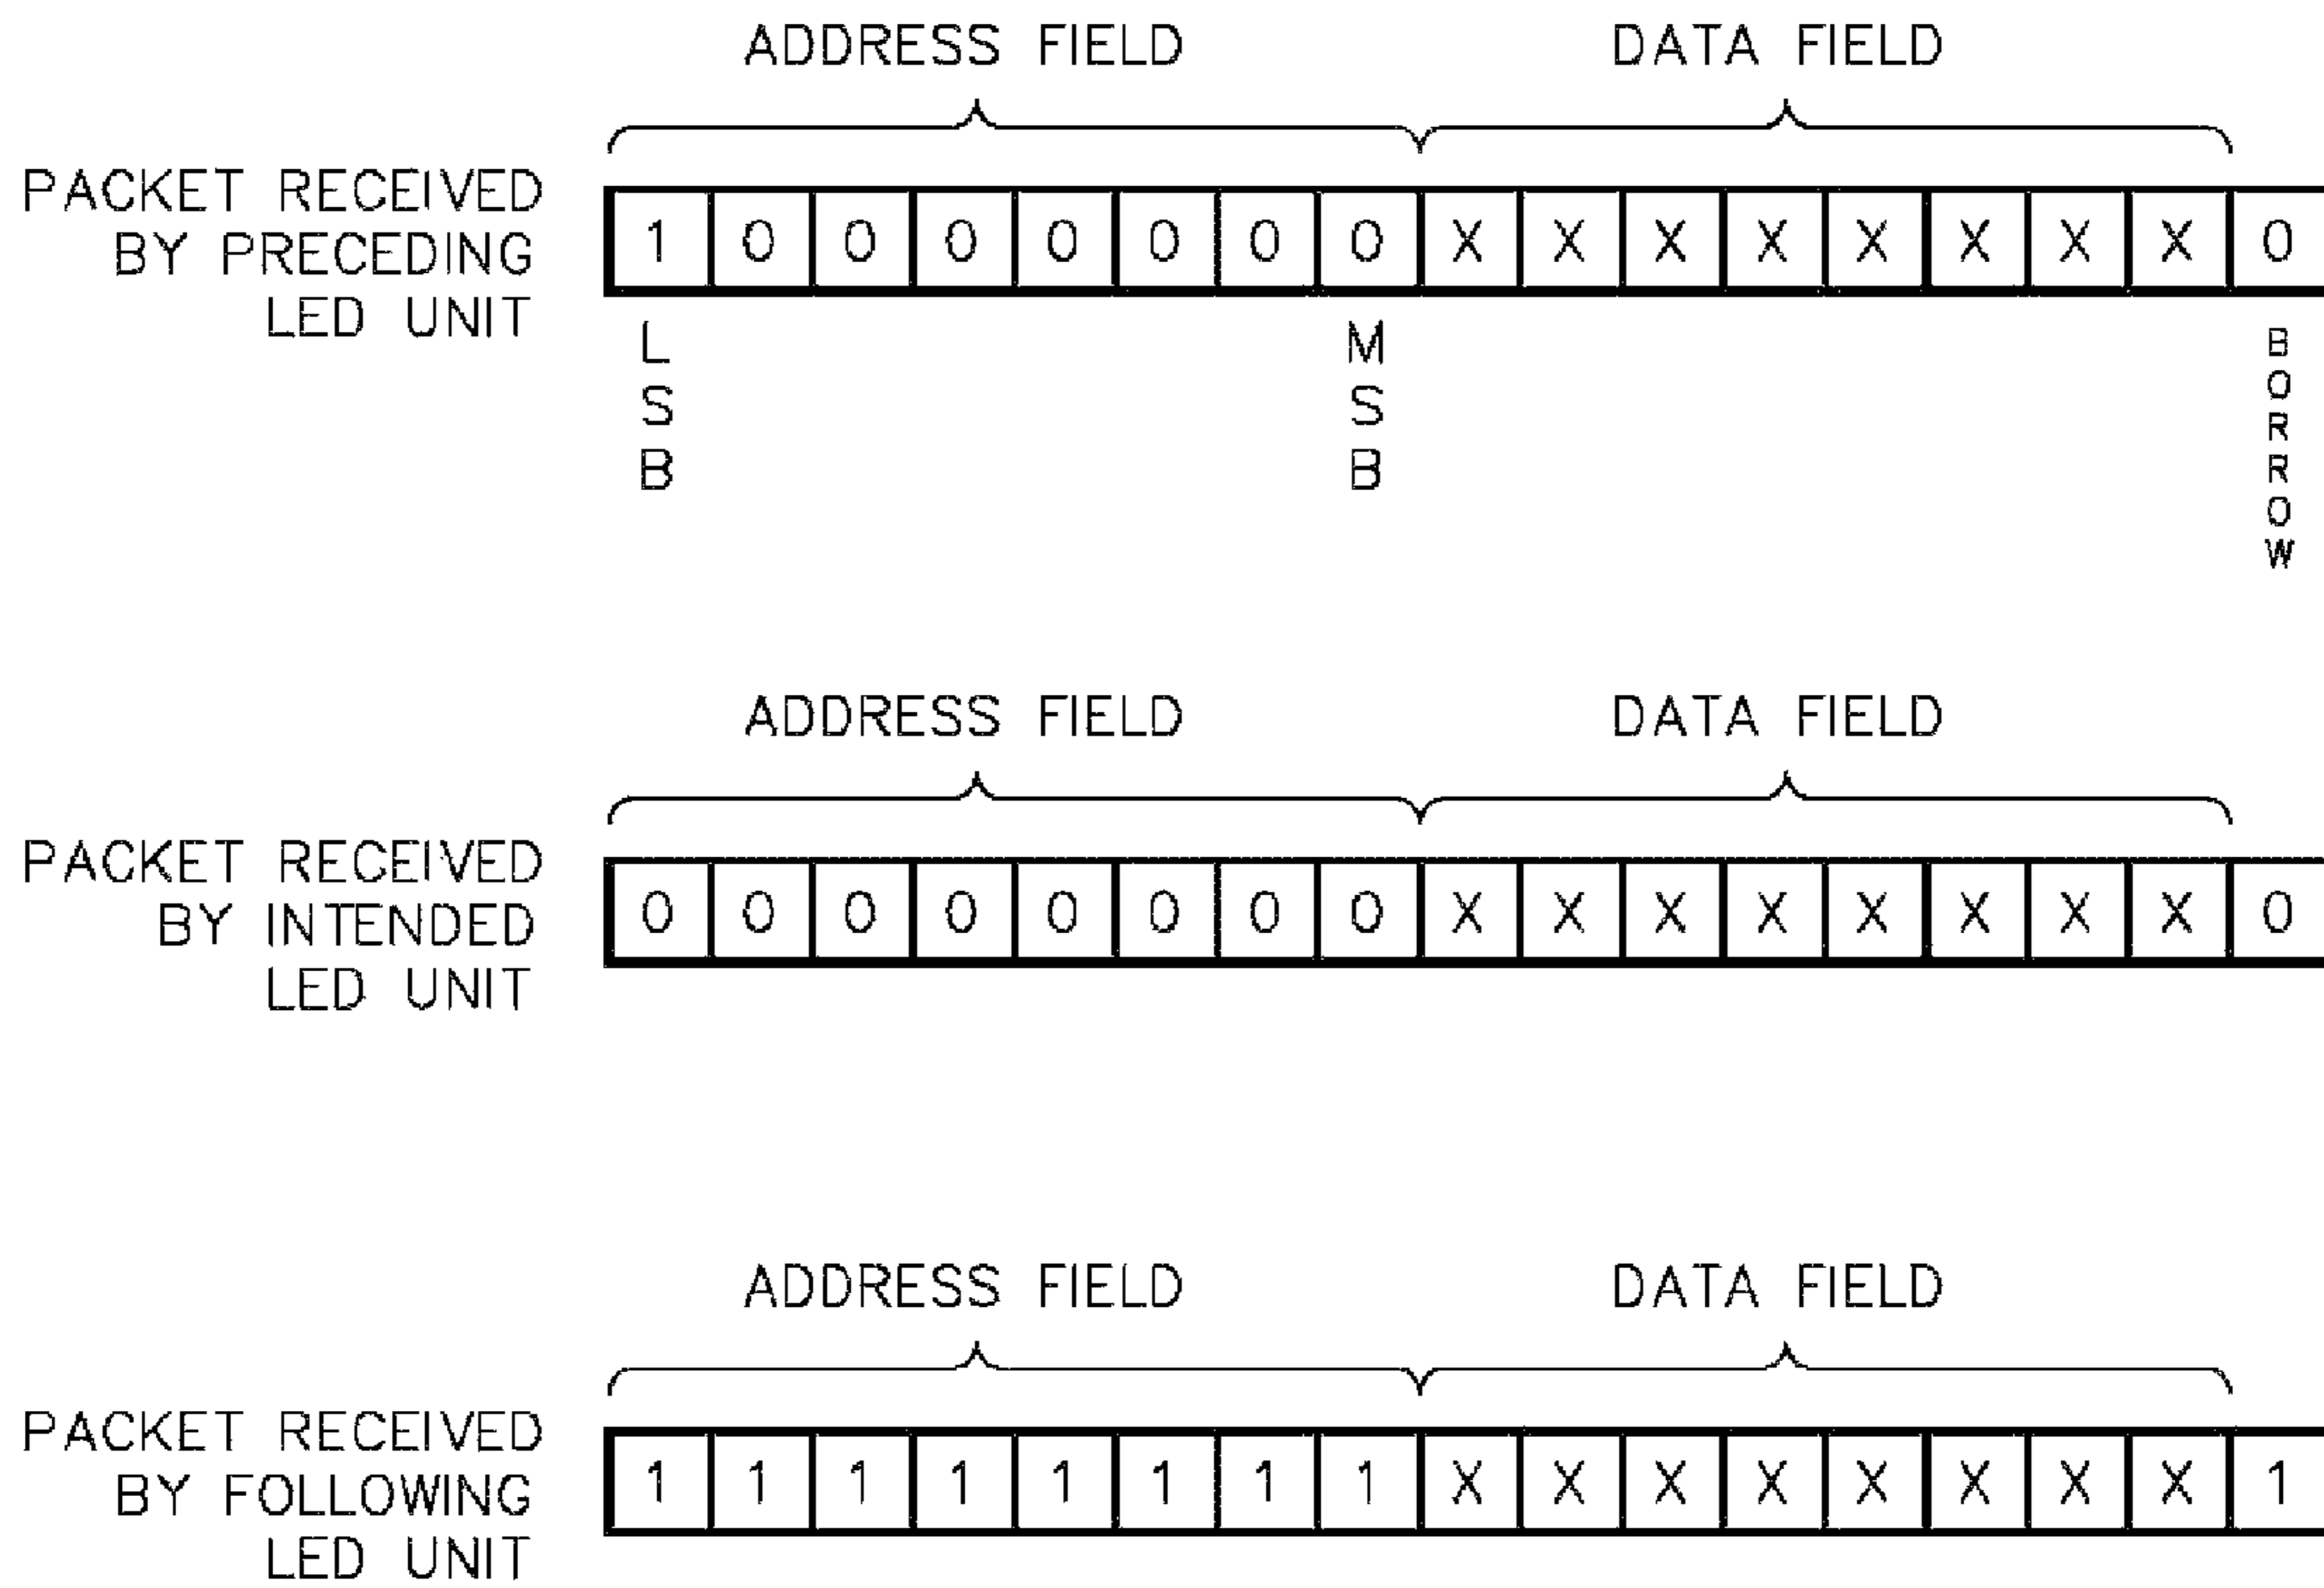 ADDRESS FIELD DATA FIELD
PACKET RECEIVED
BY PRECEDING
LED UNIT
1 0 0 0 0 0 0 0 X X X X X X X X 0
LSB MSB BORROW
ADDRESS FIELD DATA FIELD
PACKET RECEIVED
BY INTENDED
LED UNIT
0 0 0 0 0 0 0 0 X X X X X X X X 0
ADDRESS FIELD DATA FIELD
PACKET RECEIVED
BY FOLLOWING
LED UNIT
1 1 1 1 1 1 1 1 X X X X X X X X 1